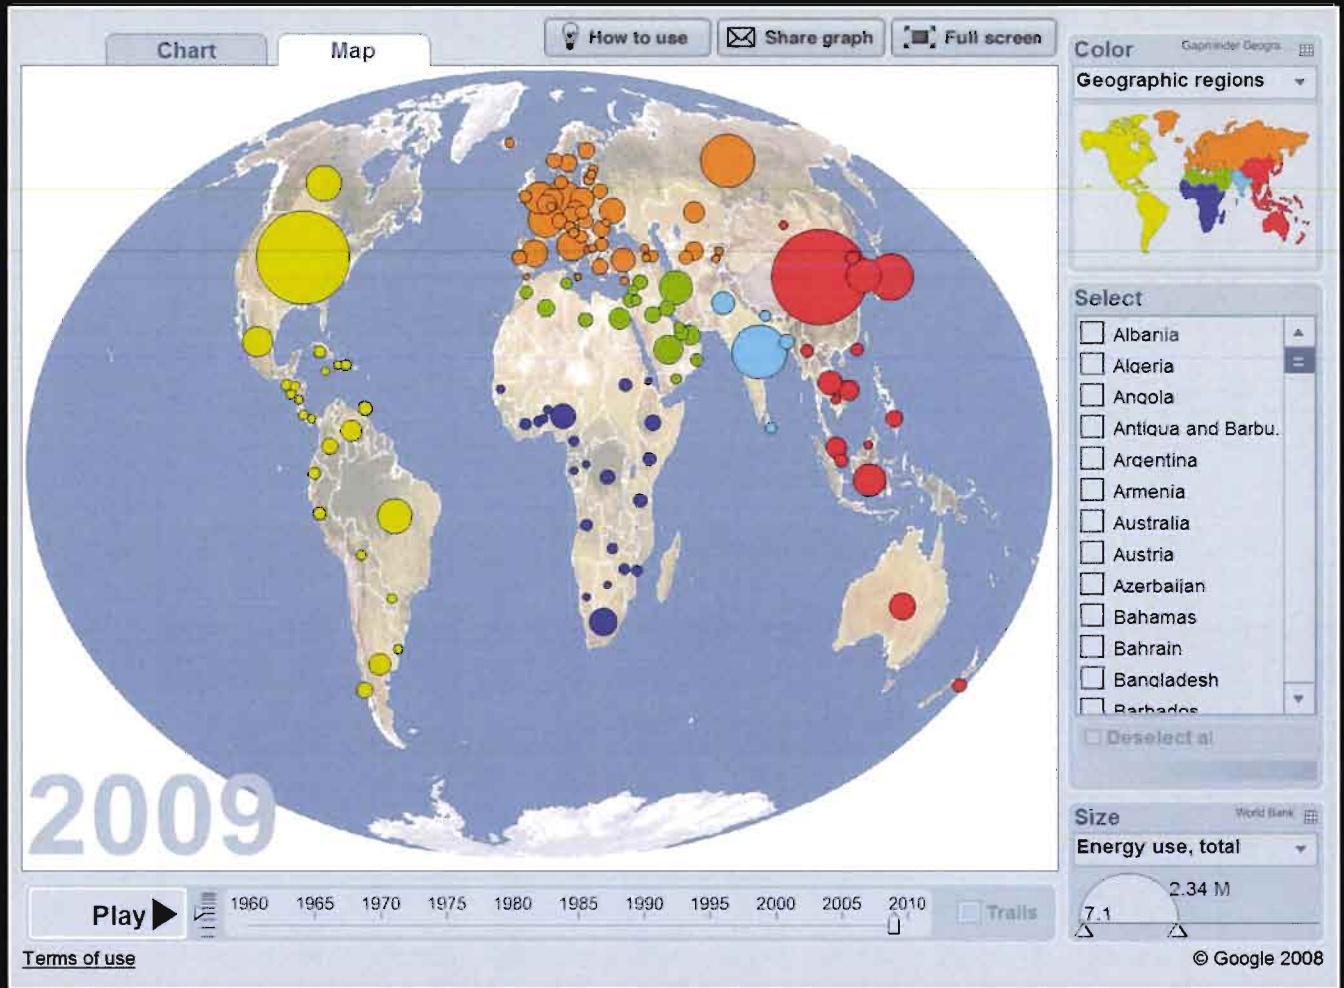 Chart
Map
How to use
Share graph
Full screen
Color
Gapminder Geogra...
Geographic regions
Select
Albania
Algeria
Angola
Antigua and Barbu.
Argentina
Armenia
Australia
Austria
Azerbaijan
Bahamas
Bahrain
Bangladesh
Barbados
Deselect al
2009
Size
World Bank
Energy use, total
2.34 M
7.1
Play
1960 1965 1970 1975 1980 1985 1990 1995 2000 2005 2010
Trails
Terms of use
© Google 2008